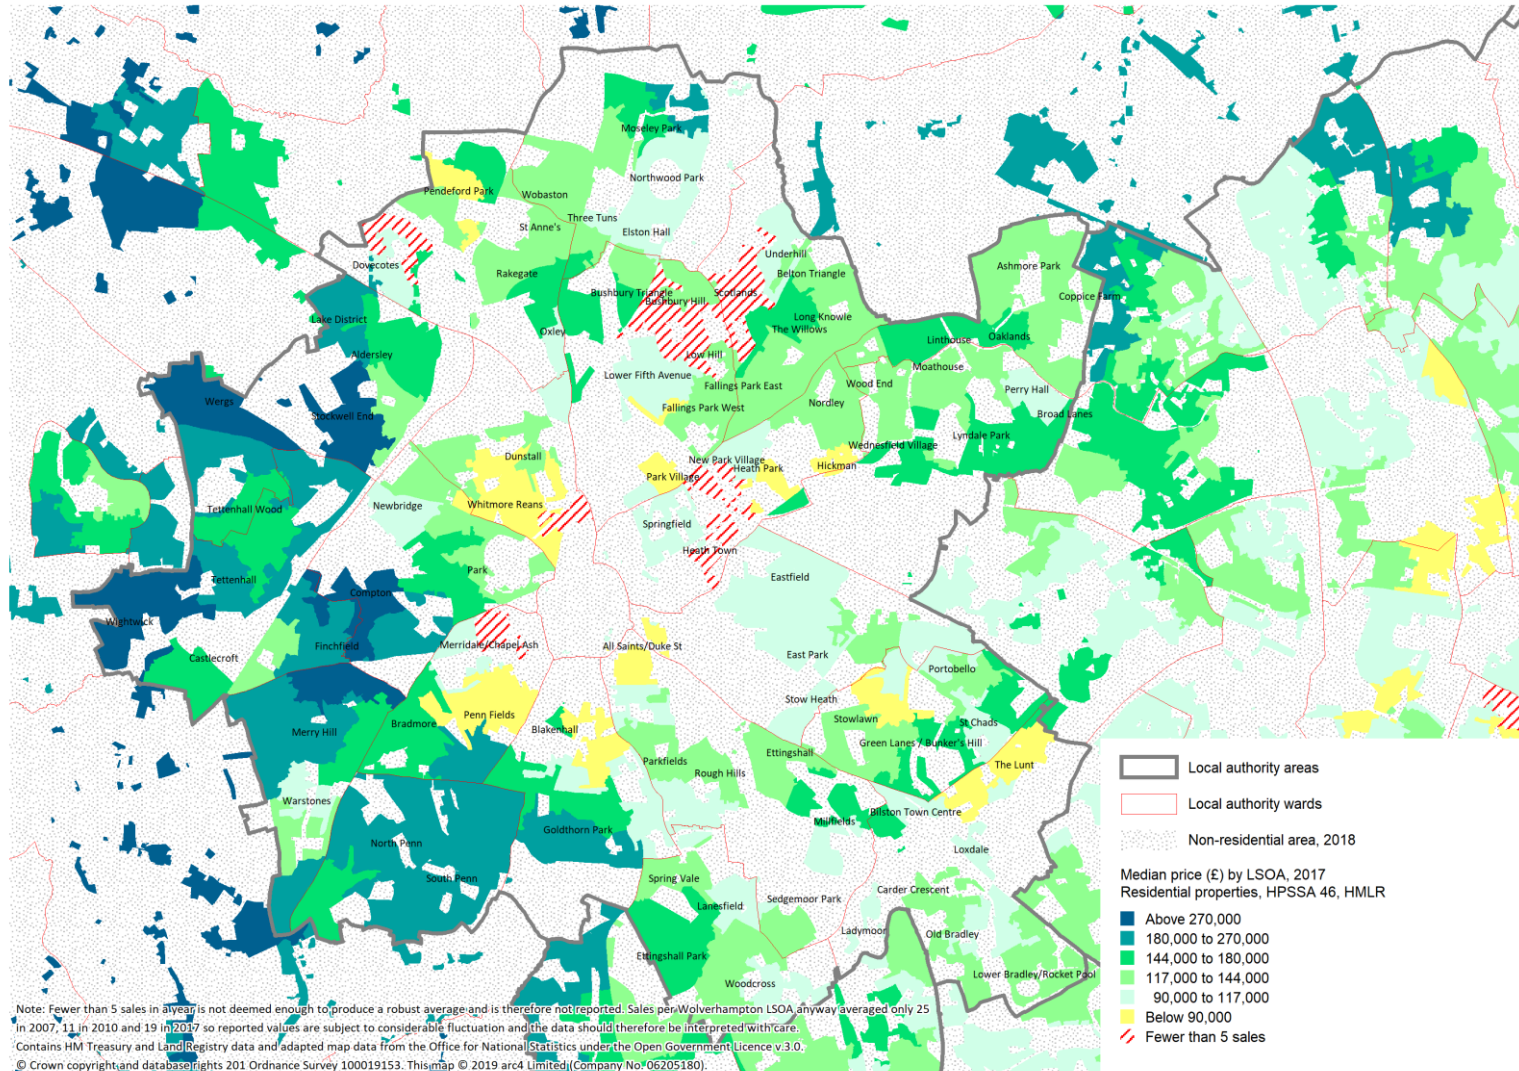 Moseley Park
Northwood Park
Pendeford Park
Wobaston
Three Tuns
St Anne's
Elston Hall
Underhill
Dovecotes
Rakegate
Belton Triangle
Ashmore Park
Bushbury Triangle
Scotlands
Bushbury Hill
Coppice Farm
Lake District
Long Knowle
Oxley
The Willows
Linthouse
Oaklands
Aldersley
Low Hill
Moathouse
Lower Fifth Avenue
Fallings Park East
Wood End
Perry Hall
Wergs
Stockwell End
Fallings Park West
Nordley
Broad Lanes
Lyndale Park
Wednesfield Village
Dunstall
New Park Village
Heath Park
Hickman
Park Village
Whitmore Reans
Newbridge
Tettenhall Wood
Springfield
Heath Town
Park
Eastfield
Tettenhall
Compton
Wightwick
Finchfield
Merridale/Chapel Ash
All Saints/Duke St
East Park
Castlecroft
Portobello
Stow Heath
Penn Fields
Bradmore
Stowlawn
St Chads
Merry Hill
Blakenhall
Green Lanes / Bunker's Hill
Ettingshall
Parkfields
Rough Hills
The Lunt
Warstones
Bilston Town Centre
Millfields
Goldthorn Park
North Penn
Loxdale
South Penn
Spring Vale
Carder Crescent
Sedgemoor Park
Lanesfield
Ladymoor
Old Bradley
Ettingshall Park
Lower Bradley/Rocket Pool
Woodcross
Local authority areas
Local authority wards
Non-residential area, 2018
Median price (£) by LSOA, 2017
Residential properties, HPSSA 46, HMLR
Above 270,000
180,000 to 270,000
144,000 to 180,000
117,000 to 144,000
90,000 to 117,000
Below 90,000
Fewer than 5 sales
Note: Fewer than 5 sales in a year is not deemed enough to produce a robust average and is therefore not reported. Sales per Wolverhampton LSOA anyway averaged only 25
in 2007, 11 in 2010 and 19 in 2017 so reported values are subject to considerable fluctuation and the data should therefore be interpreted with care.
Contains HM Treasury and Land Registry data and adapted map data from the Office for National Statistics under the Open Government Licence v.3.0.
© Crown copyright and database rights 201 Ordnance Survey 100019153. This map © 2019 arc4 Limited (Company No. 06205180).